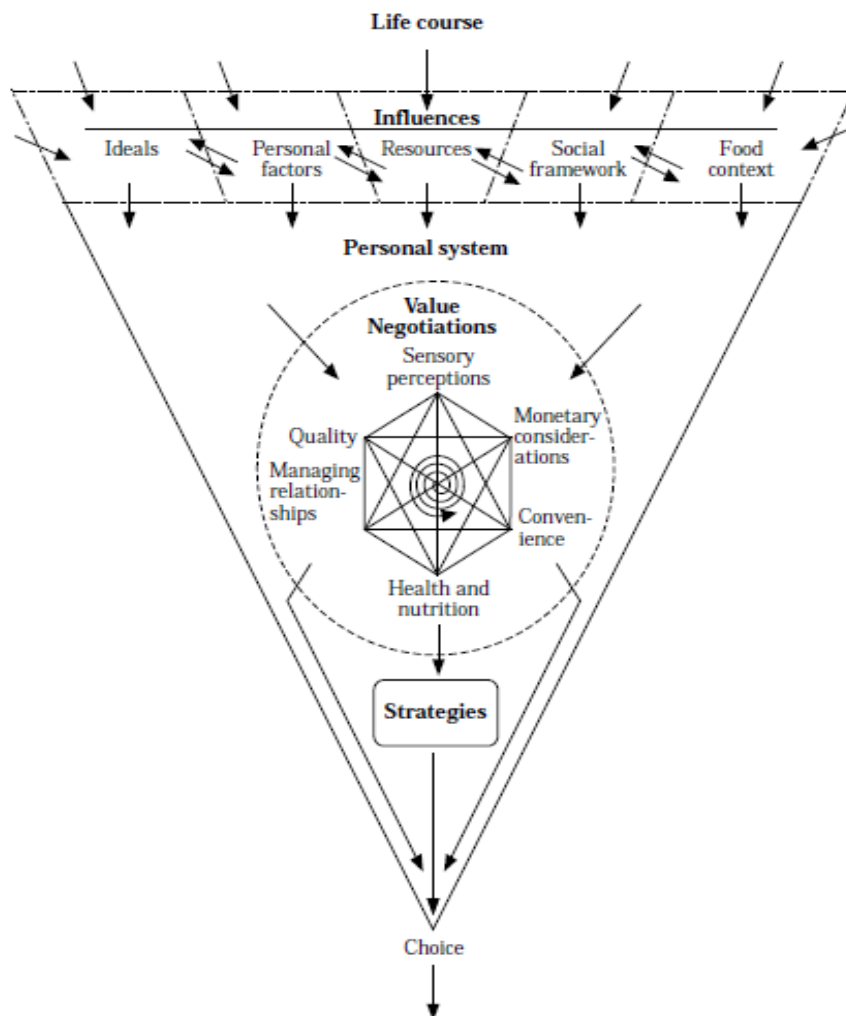 Life course
Influences
Ideals
Personal
factors
Resources
Social
framework
Food
context
Personal system
Value
Negotiations
Sensory
perceptions
Quality
Monetary
consider-
ations
Managing
relation-
ships
Conven-
ience
Health and
nutrition
Strategies
Choice